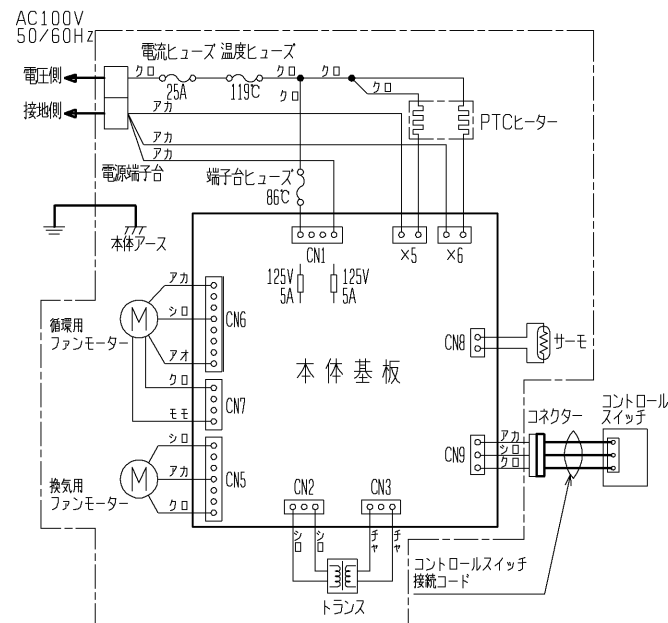 AC100V
50/60Hz
電圧側
接地側
電流ヒューズ 温度ヒューズ
クロ
クロ
クロ
クロ
クロ
25A
119℃
アカ
アカ
アカ
PTCヒーター
電源端子台
端子台ヒューズ
86℃
本体アース
CN1
×5
×6
125V
5A
125V
5A
アカ
シロ
アオ
M
CN6
循環用
ファンモーター
クロ
モモ
CN7
本体基板
CN8
サーモ
コネクター
コントロール
スイッチ
アカ
シロ
クロ
CN9
シロ
アカ
クロ
M
CN5
換気用
ファンモーター
CN2
CN3
シロ
シロ
チャ
チャ
トランス
コントロールスイッチ
接続コード